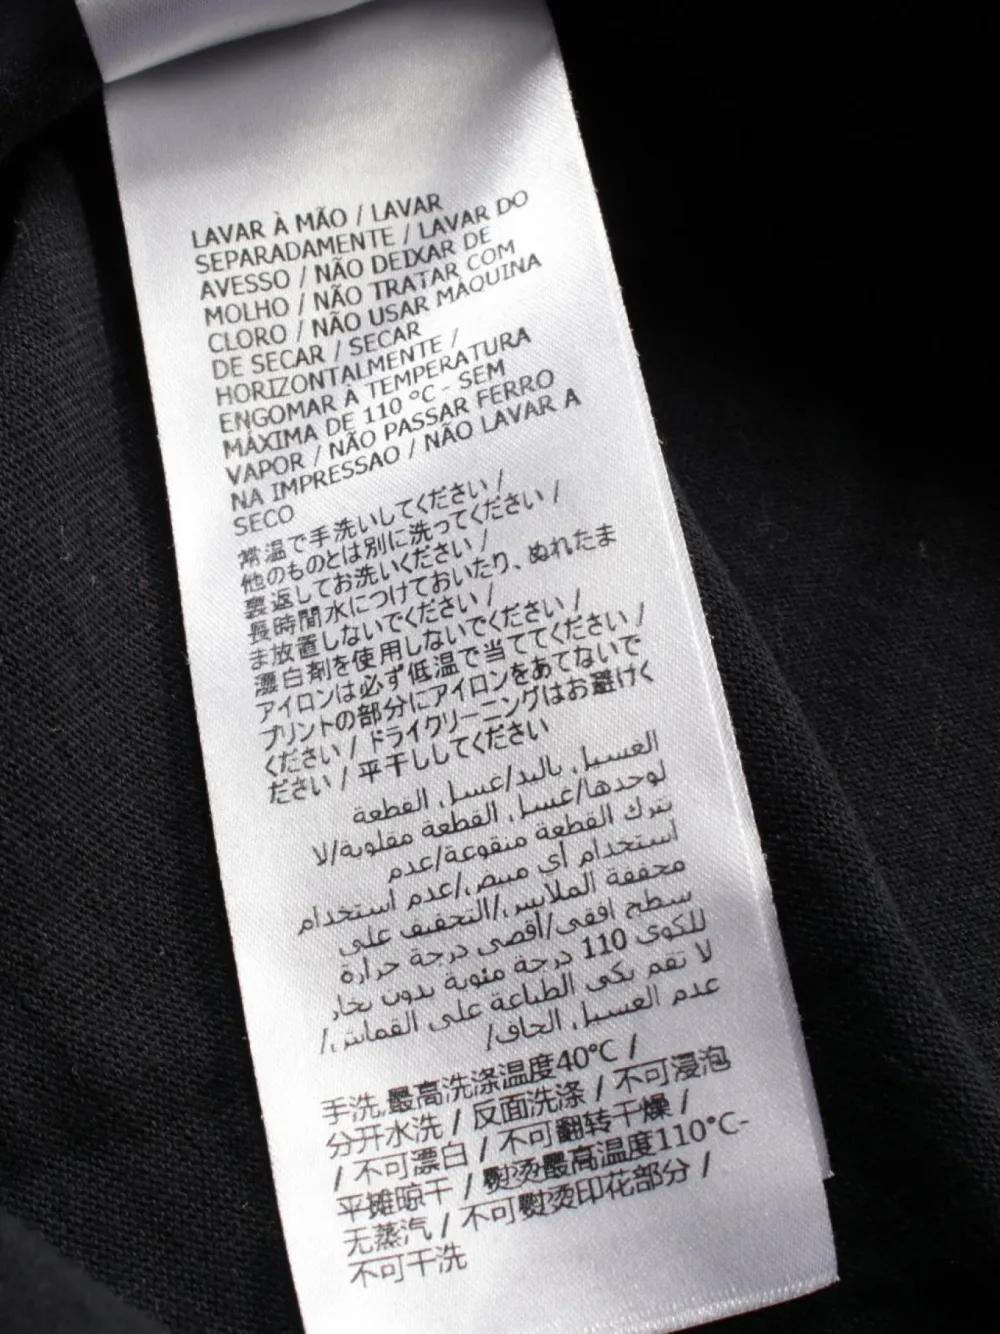 LAVAR À MÃO / LAVAR
SEPARADAMENTE / LAVAR DO
AVESSO / NÃO DEIXAR DE
MOLHO / NÃO TRATAR COM
CLORO / NÃO USAR MÁQUINA
DE SECAR / SECAR
HORIZONTALMENTE /
ENGOMAR À TEMPERATURA
MÁXIMA DE 110 °C - SEM
VAPOR / NÃO PASSAR FERRO
NA IMPRESSAO / NÃO LAVAR A
SECO
常温で手洗いしてください /
他のものとは別に洗ってください /
裏返してお洗いください /
長時間水につけておいたり、ぬれたま
ま放置しないでください /
漂白剤を使用しないでください /
アイロンは必ず低温で当ててください /
プリントの部分にアイロンをあてないで
ください / ドライクリーニングはお避けく
ださい / 平干ししてください
الغسيل باليد/غسل القطعة
لوحدها/غسل القطعة مقلوبة/لا
تترك القطعة منقوعة/عدم
استخدام أي مبيض/عدم استخدام
مجففة الملابس/التجفيف على
سطح افقي/أقصى درجة حرارة
للكوي 110 درجة مئوية بدون بخار
لا تقم بكي الطباعة على القماش/
عدم الغسيل الجاف/
手洗,最高洗涤温度40°C /
分开水洗 / 反面洗涤 / 不可浸泡
/ 不可漂白 / 不可翻转干燥 /
平摊晾干 / 熨烫最高温度110°C-
无蒸汽 / 不可熨烫印花部分 /
不可干洗